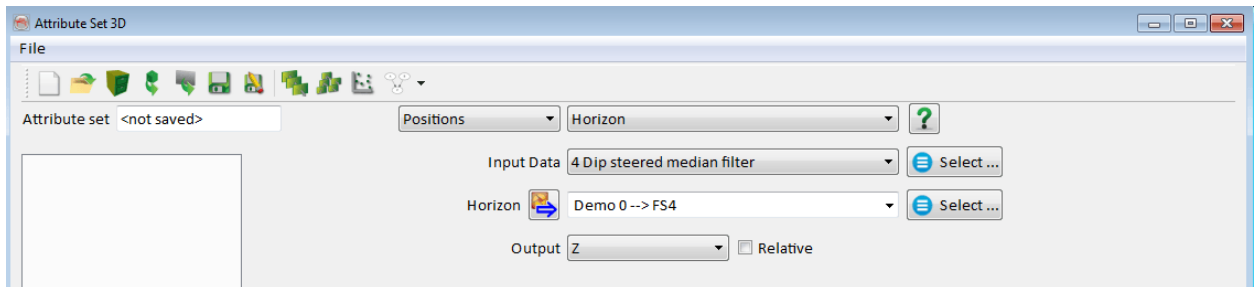 Attribute Set 3D
File
Attribute set <not saved> Positions Horizon ?
Input Data 4 Dip steered median filter Select ...
Horizon Demo 0 --> FS4 Select ...
Output Z Relative